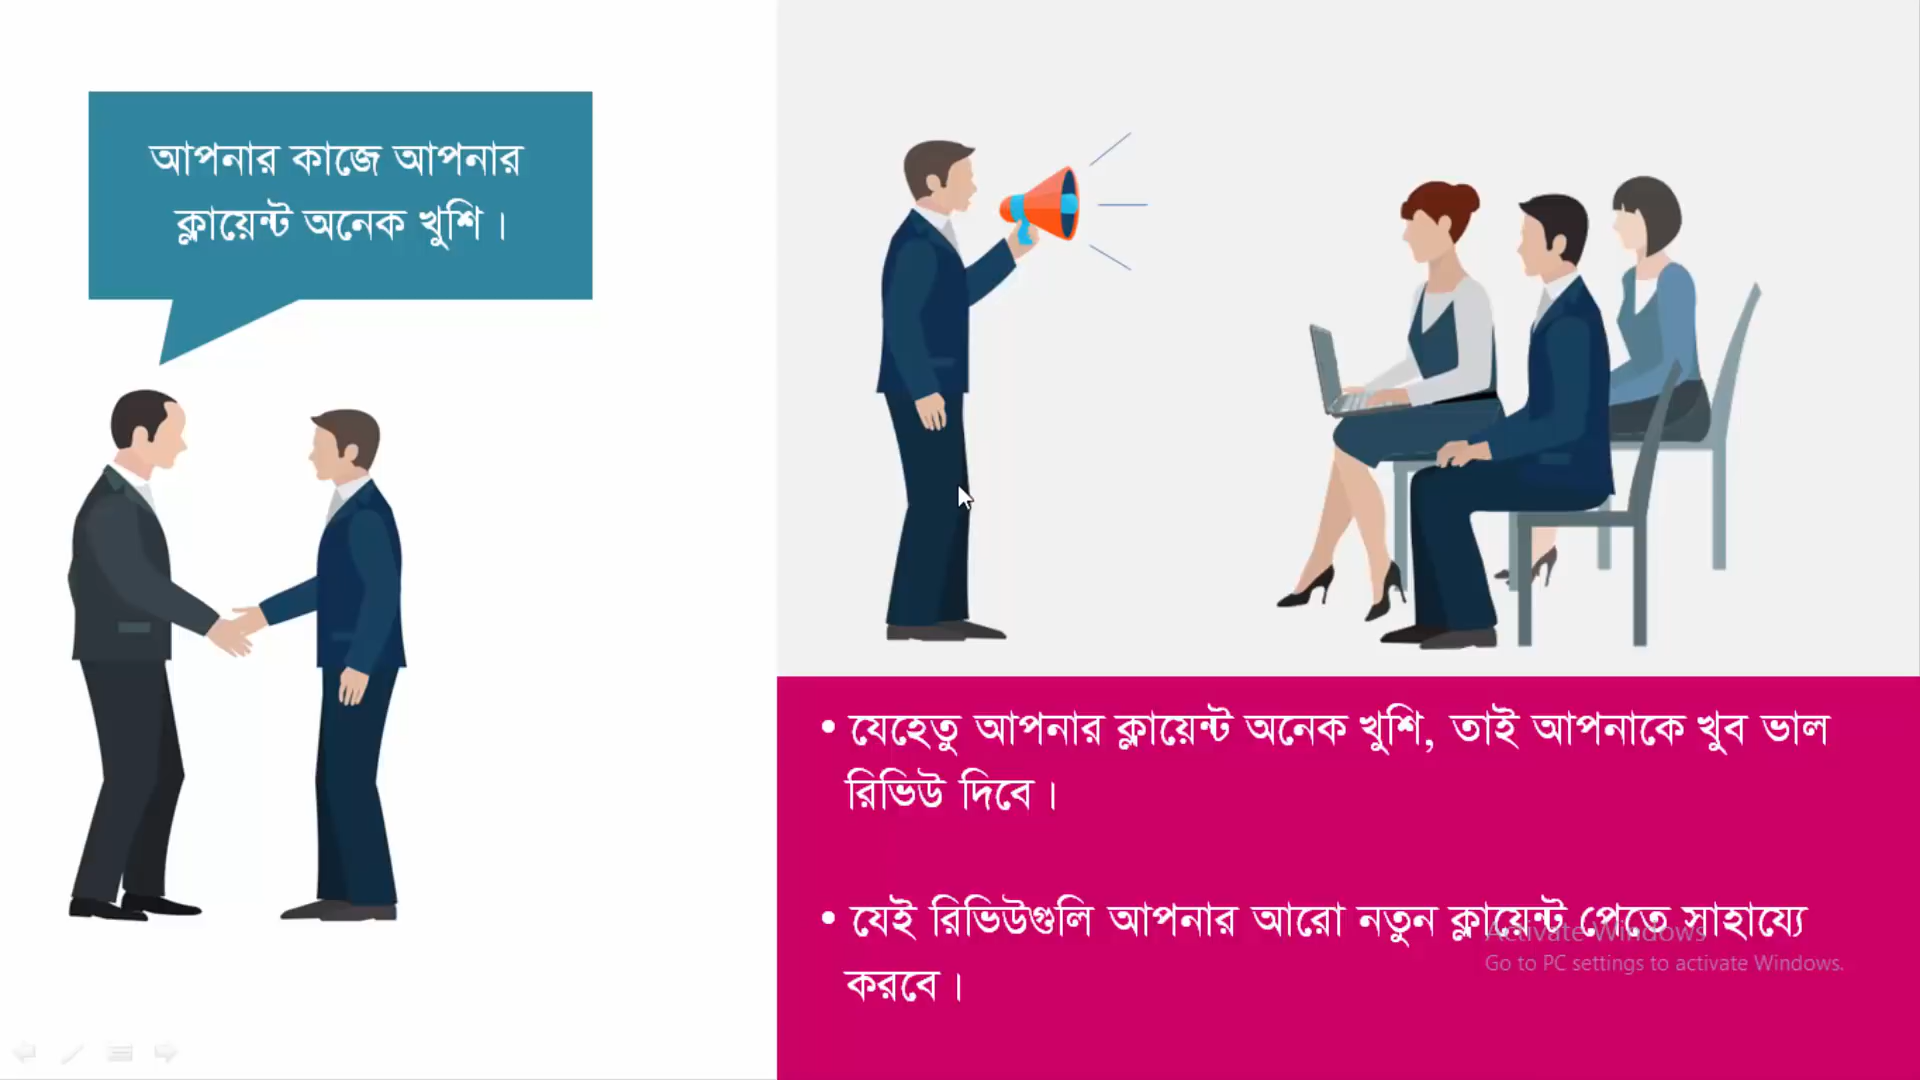 আপনার কাজে আপনার
ক্লায়েন্ট অনেক খুশি।
• যেহেতু আপনার ক্লায়েন্ট অনেক খুশি, তাই আপনাকে খুব ভাল
রিভিউ দিবে।
• যেই রিভিউগুলি আপনার আরো নতুন ক্লায়েন্ট পেতে সাহায্যে
করবে।
Activate Windows
Go to PC settings to activate Windows.